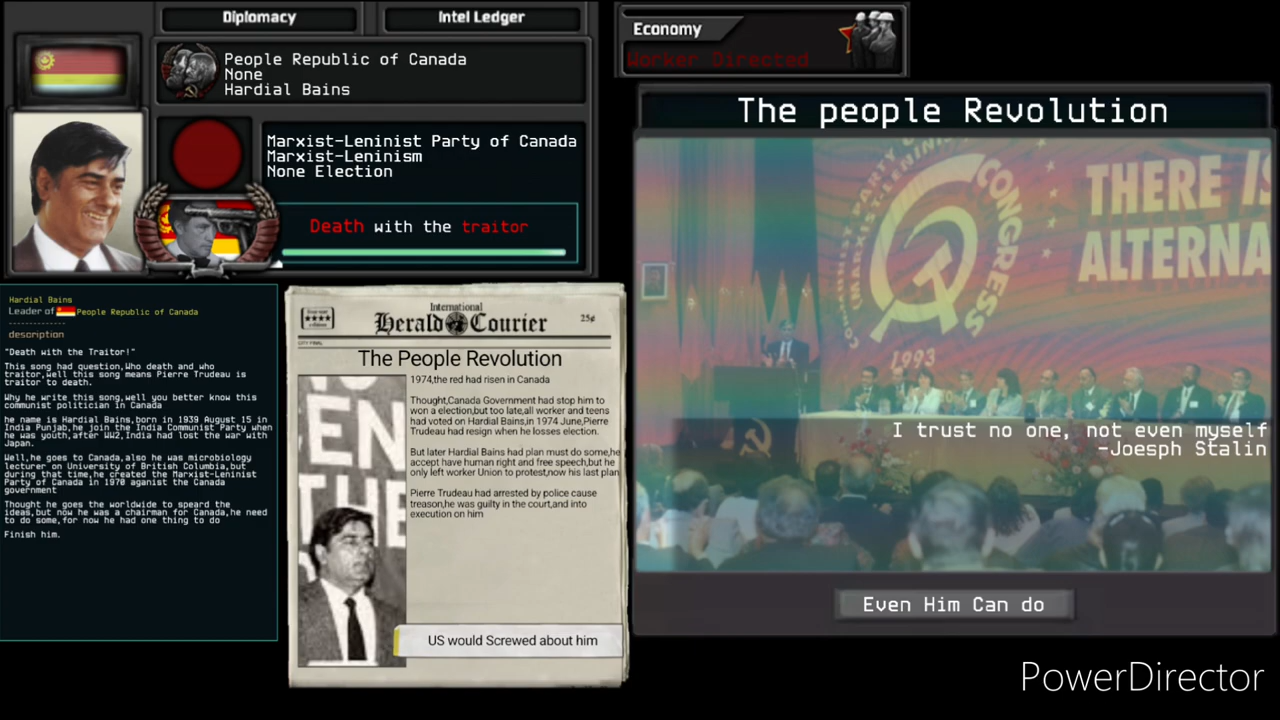 Diplomacy
Intel Ledger
People Republic of Canada
None
Hardial Bains
Marxist-Leninist Party of Canada
Marxist-Leninism
None Election
Death with the traitor
Hardial Bains
Leader of People Republic of Canada
--------------
description
"Death with the Traitor!"
This song had question,Who death and who
traitor,well this song means Pierre Trudeau is
traitor to death.
Why he write this song,well you better know this
communist politician in Canada
he name is Hardial Bains,born in 1939 August 15 in
India Punjab,he join the India Communist Party when
he was youth,after WW2,India had lost the war with
Japan.
Well,he goes to Canada,also he was microbiology
lecturer on University of British Columbia,but
during that time,he created the Marxist-Leninist
Party of Canada in 1970 aganist the Canada
government
Thought he goes the worldwide to speard the
ideas,but now he was a chairman for Canada,he need
to do some,for now he had one thing to do
Finish him.
International
Herald Courier
25¢
The People Revolution
1974,the red had risen in Canada
Thought,Canada Government had stop him to
won a election,but too late,all worker and teens
had voted on Hardial Bains,in 1974 June,Pierre
Trudeau had resign when he losses election.
But later Hardial Bains had plan must do some,he
accept have human right and free speech,but he
only left worker Union to protest,now his last plan
Pierre Trudeau had arrested by police cause
treason,he was guilty in the court,and into
execution on him
EN
THE
US would Screwed about him
Economy
Worker Directed
The people Revolution
CONGRESS
1993
THERE IS
ALTERNA
I trust no one, not even myself
-Joesph Stalin
Even Him Can do
PowerDirector